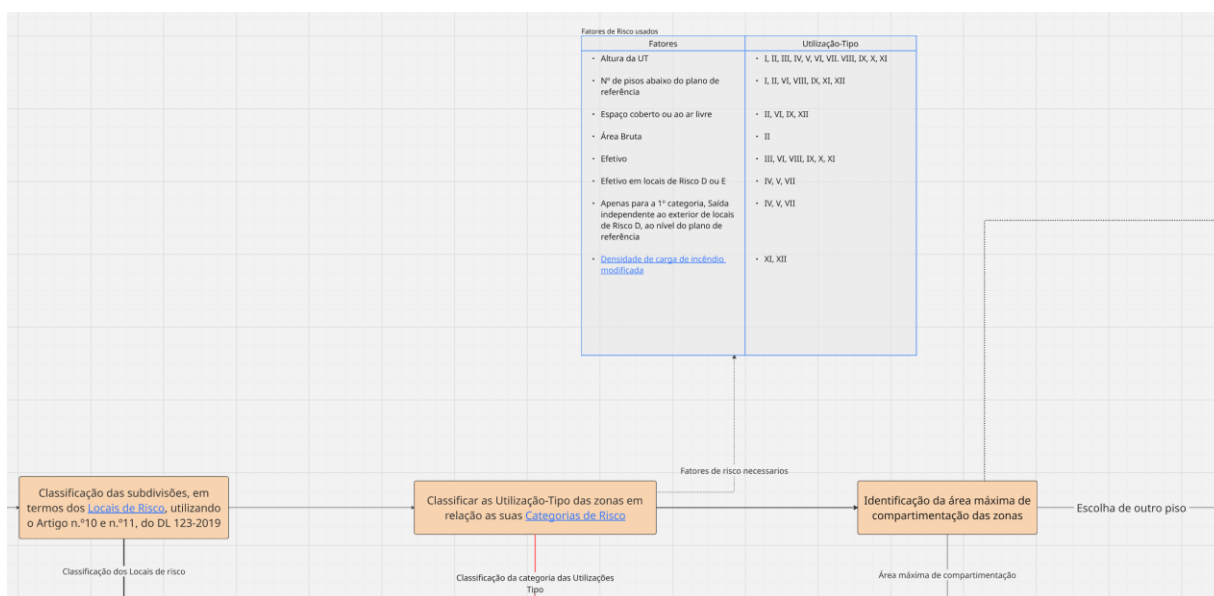 Fatores de Risco usados
Fatores
Utilização-Tipo
• Altura da UT
• I, II, III, IV, V, VI, VII. VIII, IX, X, XI
• Nº de pisos abaixo do plano de
referência
• I, II, VI, VIII, IX, XI, XII
• Espaço coberto ou ao ar livre
• II, VI, IX, XII
• Área Bruta
• II
• Efetivo
• III, VI, VIII, IX, X, XI
• Efetivo em locais de Risco D ou E
• IV, V, VII
• Apenas para a 1º categoria, Saída
independente ao exterior de locais
de Risco D, ao nível do plano de
referência
• IV, V, VII
• Densidade de carga de incêndio
modificada
• XI, XII
Fatores de risco necessarios
Classificação das subdivisões, em
termos dos Locais de Risco, utilizando
o Artigo n.º10 e n.º11, do DL 123-2019
Classificar as Utilização-Tipo das zonas em
relação as suas Categorias de Risco
Identificação da área máxima de
compartimentação das zonas
Escolha de outro piso
Classificação dos Locais de risco
Classificação da categoria das Utilizações
Tipo
Área máxima de compartimentação